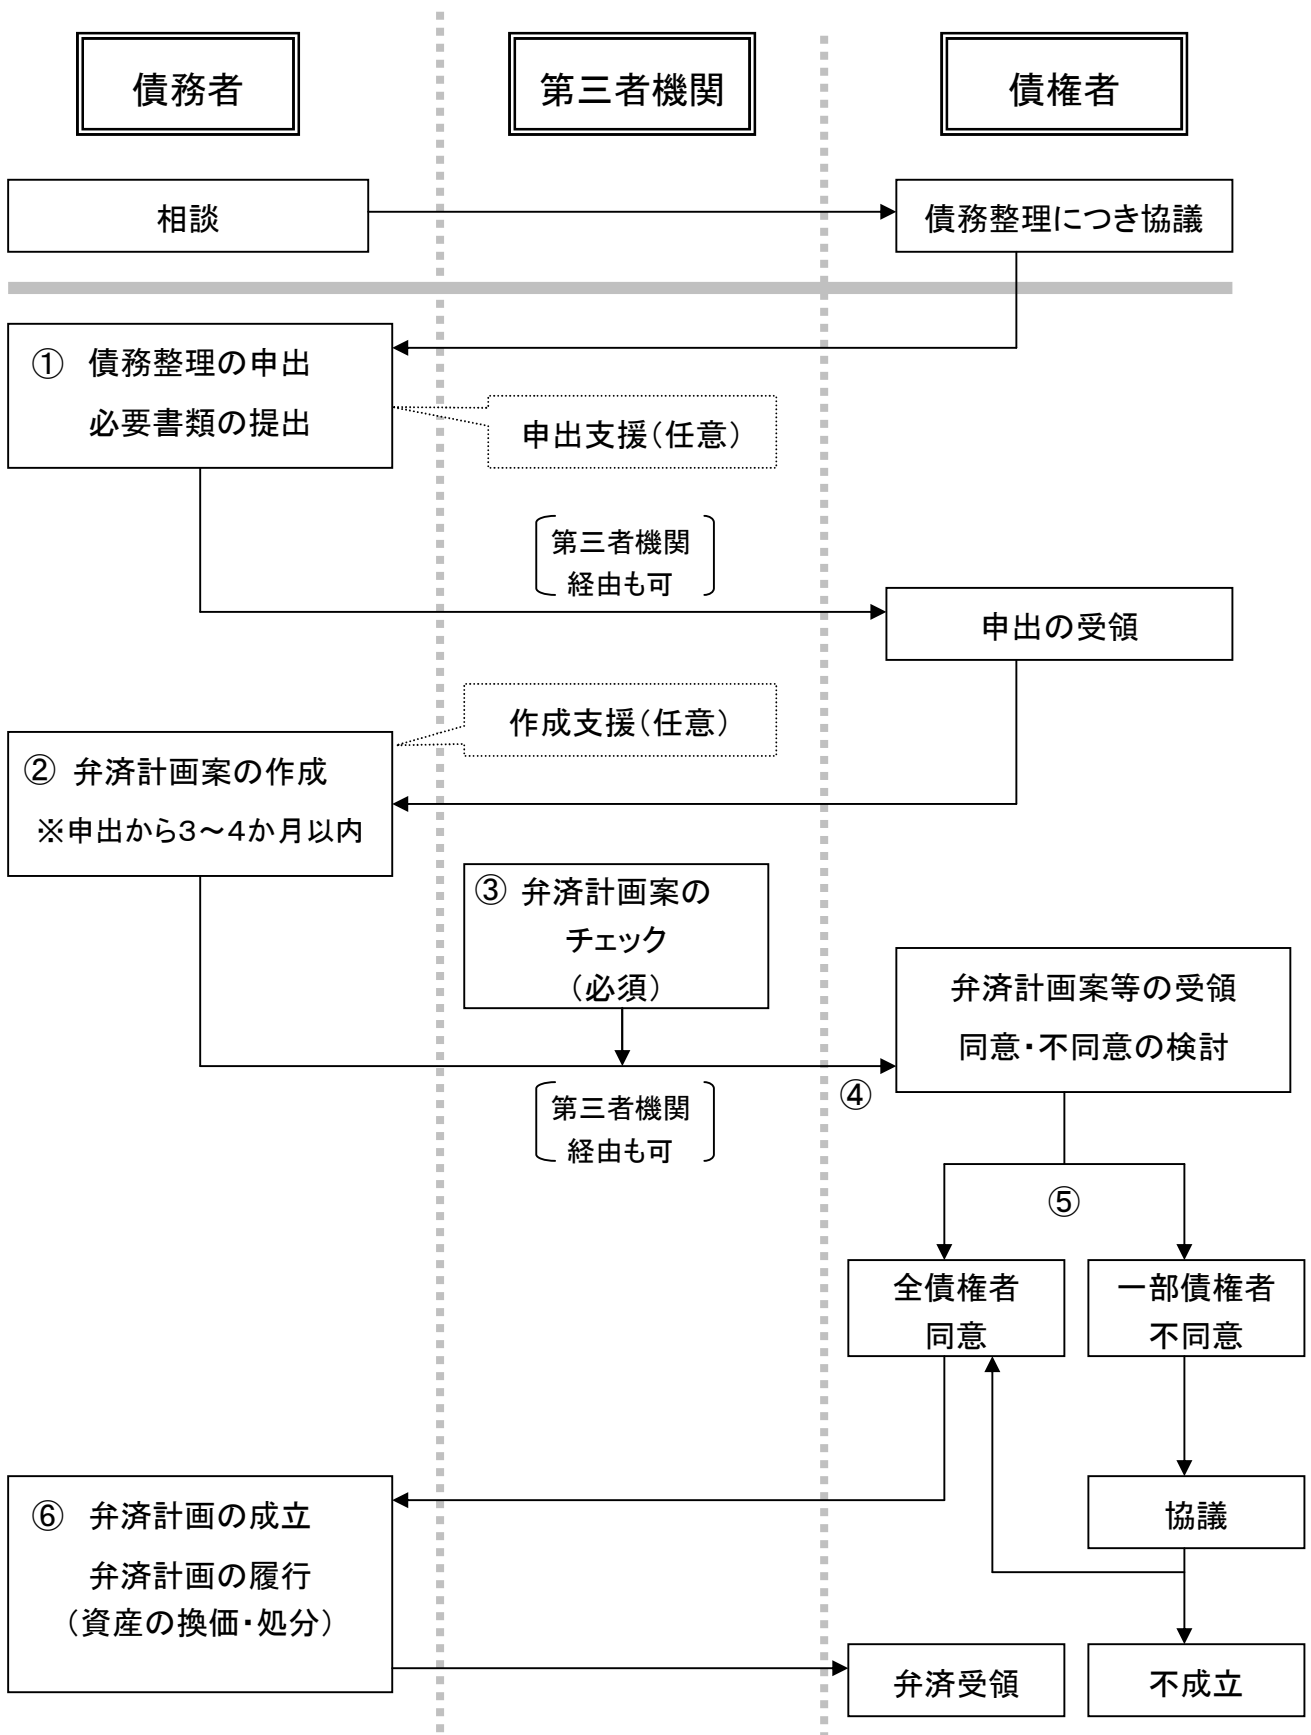 債務者
第三者機関
債権者
相談
債務整理につき協議
① 債務整理の申出
必要書類の提出
申出支援(任意)
第三者機関
経由も可
申出の受領
作成支援(任意)
② 弁済計画案の作成
※申出から3~4か月以内
③ 弁済計画案の
チェック
(必須)
弁済計画案等の受領
同意・不同意の検討
④
第三者機関
経由も可
⑤
全債権者
同意
一部債権者
不同意
協議
⑥ 弁済計画の成立
弁済計画の履行
(資産の換価・処分)
弁済受領
不成立